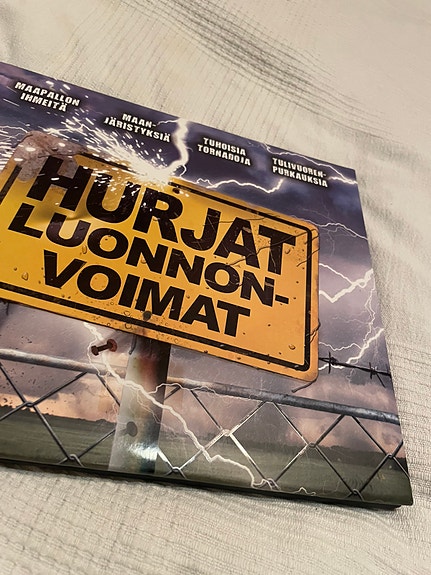 MAAPALLON
IHMEITÄ
MAAN-
JÄRISTYKSIÄ
TUHOISIA
TORNADOJA
TULIVUOREN-
PURKAUKSIA
HURJAT
LUONNON-
VOIMAT